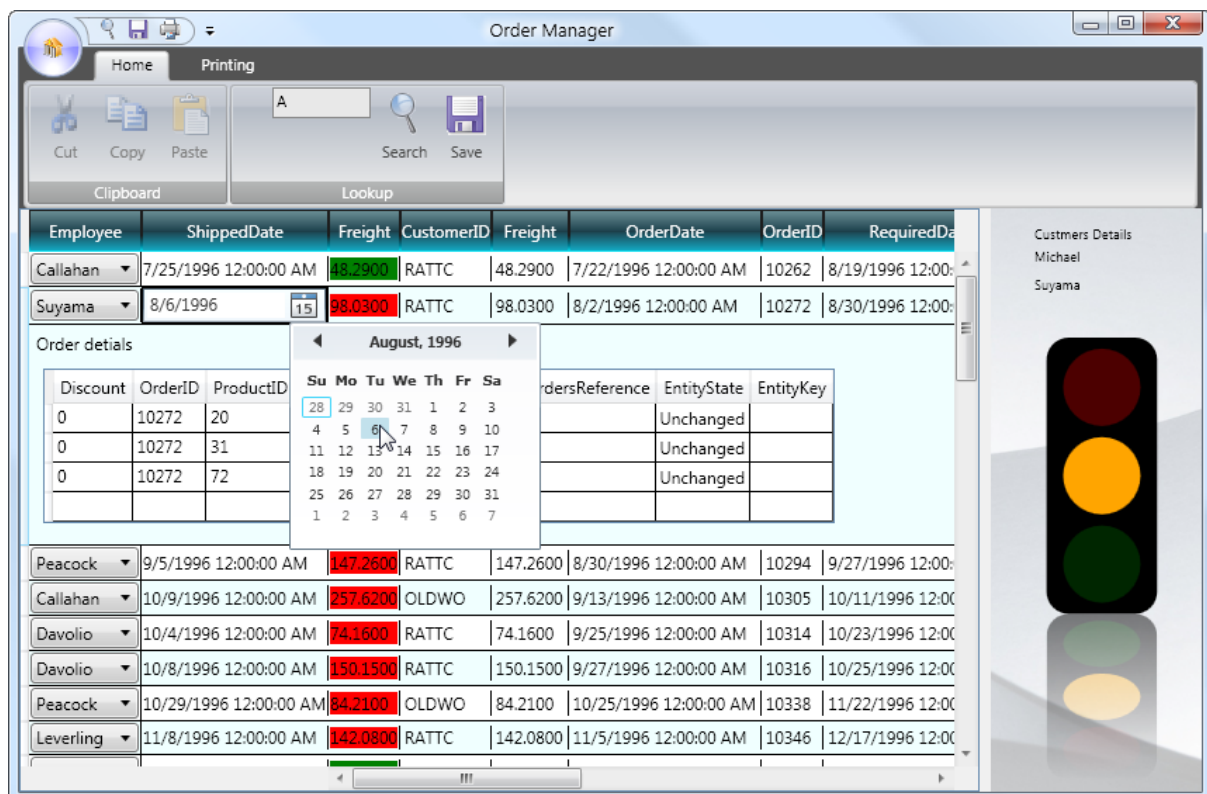 Order Manager
Home Printing
A
Cut Copy Paste Search Save
Clipboard Lookup
Employee ShippedDate Freight CustomerID Freight OrderDate OrderID RequiredDa
Callahan 7/25/1996 12:00:00 AM 48.2900 RATTC 48.2900 7/22/1996 12:00:00 AM 10262 8/19/1996 12:00:
Suyama 8/6/1996 15 98.0300 RATTC 98.0300 8/2/1996 12:00:00 AM 10272 8/30/1996 12:00:
Order detials
Discount OrderID ProductID rdersReference EntityState EntityKey
0 10272 20 Unchanged
0 10272 31 Unchanged
0 10272 72 Unchanged
August, 1996
Su Mo Tu We Th Fr Sa
28 29 30 31 1 2 3
4 5 6 7 8 9 10
11 12 13 14 15 16 17
18 19 20 21 22 23 24
25 26 27 28 29 30 31
1 2 3 4 5 6 7
Peacock 9/5/1996 12:00:00 AM 147.2600 RATTC 147.2600 8/30/1996 12:00:00 AM 10294 9/27/1996 12:00:
Callahan 10/9/1996 12:00:00 AM 257.6200 OLDWO 257.6200 9/13/1996 12:00:00 AM 10305 10/11/1996 12:00
Davolio 10/4/1996 12:00:00 AM 74.1600 RATTC 74.1600 9/25/1996 12:00:00 AM 10314 10/23/1996 12:00
Davolio 10/8/1996 12:00:00 AM 150.1500 RATTC 150.1500 9/27/1996 12:00:00 AM 10316 10/25/1996 12:00
Peacock 10/29/1996 12:00:00 AM 84.2100 OLDWO 84.2100 10/25/1996 12:00:00 AM 10338 11/22/1996 12:00
Leverling 11/8/1996 12:00:00 AM 142.0800 RATTC 142.0800 11/5/1996 12:00:00 AM 10346 12/17/1996 12:00
Custmers Details
Michael
Suyama